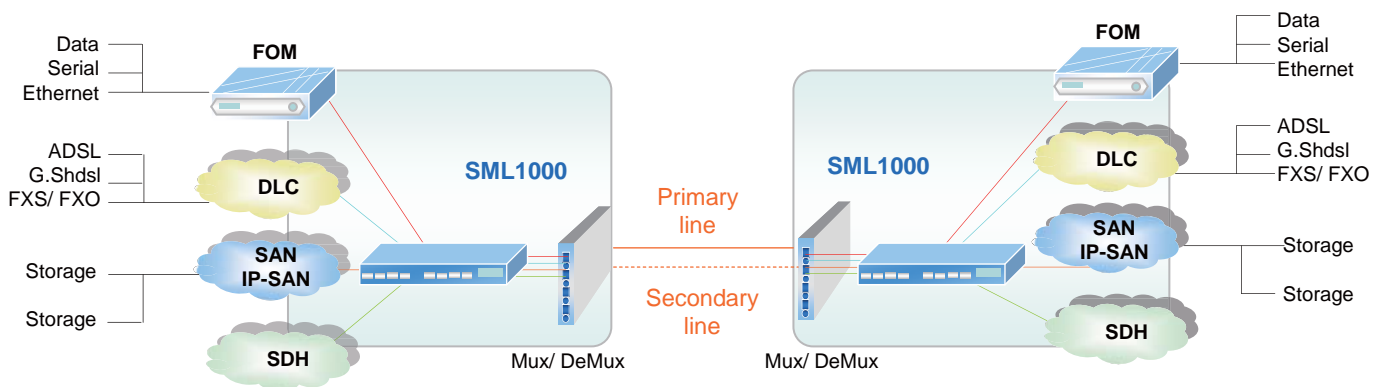 Data
Serial
Ethernet
FOM
ADSL
G.Shdsl
FXS/ FXO
DLC
Storage
Storage
SAN
IP-SAN
SDH
SML1000
Mux/ DeMux
Primary
line
Secondary
line
SML1000
Mux/ DeMux
FOM
Data
Serial
Ethernet
DLC
ADSL
G.Shdsl
FXS/ FXO
SAN
IP-SAN
Storage
Storage
SDH